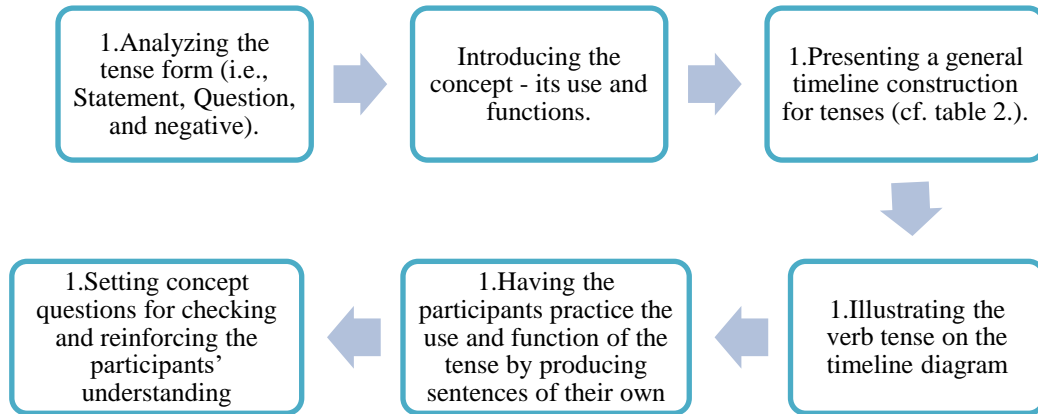 1.Analyzing the
tense form (i.e.,
Statement, Question,
and negative).
Introducing the
concept - its use and
functions.
1.Presenting a general
timeline construction
for tenses (cf. table 2.).
1.Illustrating the
verb tense on the
timeline diagram
1.Having the
participants practice the
use and function of the
tense by producing
sentences of their own
1.Setting concept
questions for checking
and reinforcing the
participants’
understanding